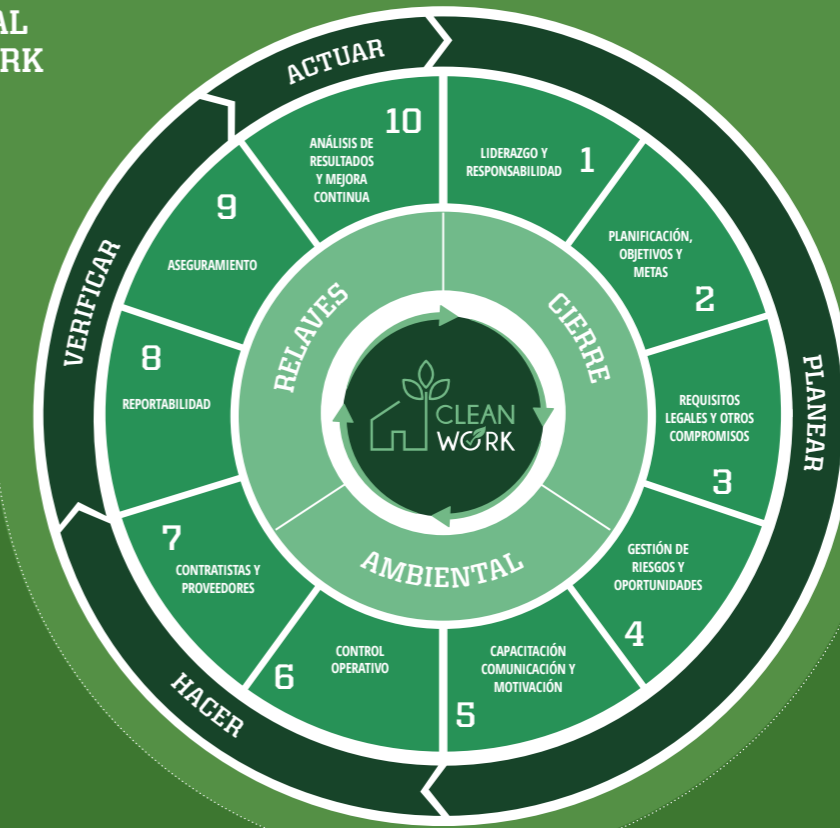 ACTUAR
PLANEAR
HACER
VERIFICAR
LIDERAZGO Y
RESPONSABILIDAD
1
PLANIFICACIÓN,
OBJETIVOS Y
METAS
2
REQUISITOS
LEGALES Y OTROS
COMPROMISOS
3
GESTIÓN DE
RIESGOS Y
OPORTUNIDADES
4
CAPACITACIÓN
COMUNICACIÓN Y
MOTIVACIÓN
5
CONTROL
OPERATIVO
6
7
CONTRATISTAS Y
PROVEEDORES
8
REPORTABILIDAD
9
ASEGURAMIENTO
10
ANÁLISIS DE
RESULTADOS
Y MEJORA
CONTINUA
RELAVES
CIERRE
AMBIENTAL
CLEAN
WORK